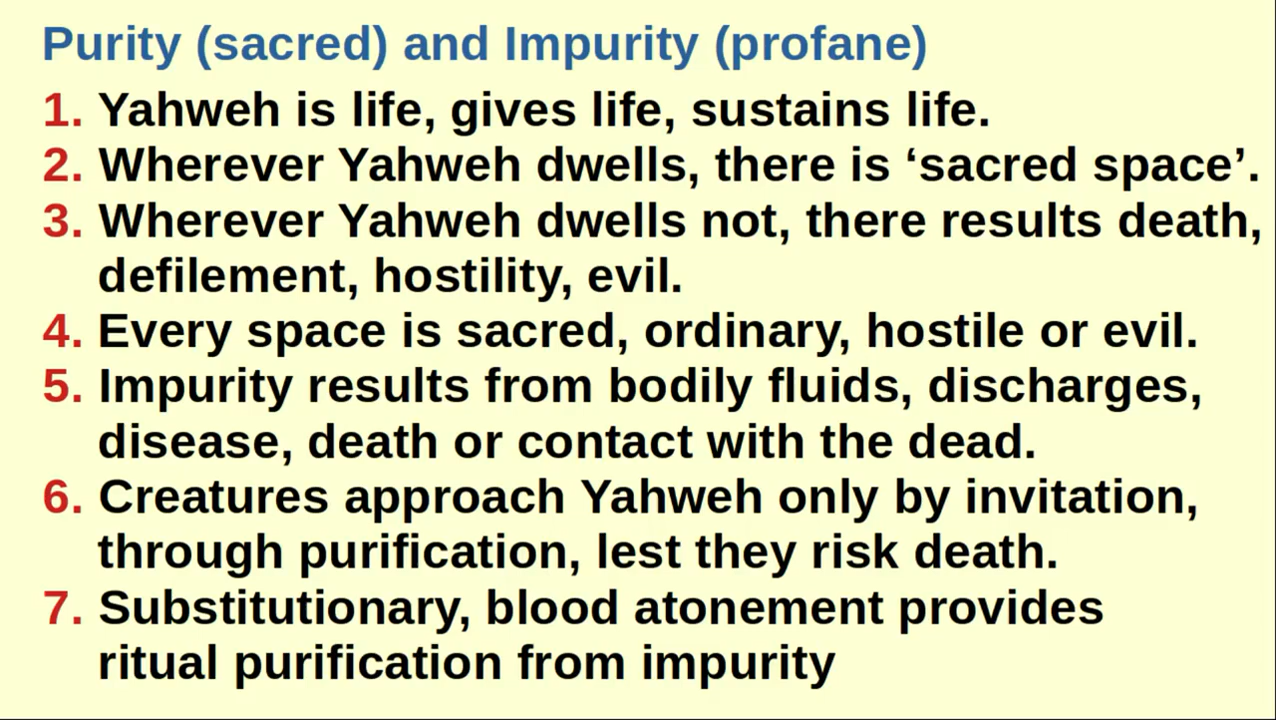 Purity (sacred) and Impurity (profane)
1. Yahweh is life, gives life, sustains life.
2. Wherever Yahweh dwells, there is ‘sacred space’.
3. Wherever Yahweh dwells not, there results death,
defilement, hostility, evil.
4. Every space is sacred, ordinary, hostile or evil.
5. Impurity results from bodily fluids, discharges,
disease, death or contact with the dead.
6. Creatures approach Yahweh only by invitation,
through purification, lest they risk death.
7. Substitutionary, blood atonement provides
ritual purification from impurity